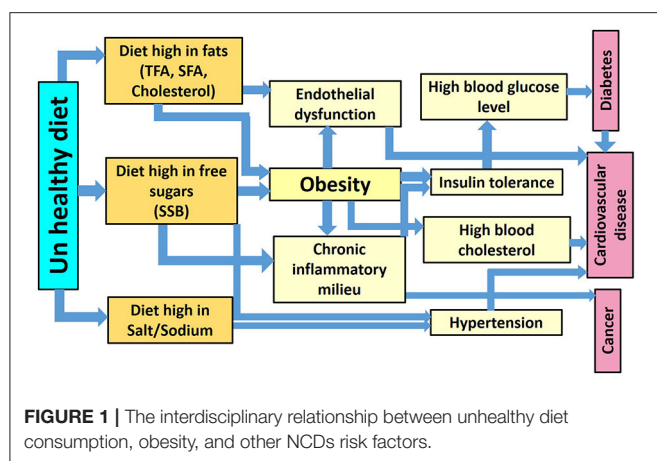 Un healthy diet
Diet high in fats
(TFA, SFA,
Cholesterol)
Diet high in free
sugars
(SSB)
Diet high in
Salt/Sodium
Endothelial
dysfunction
Obesity
Chronic
inflammatory
milieu
High blood glucose
level
Insulin tolerance
High blood
cholesterol
Hypertension
Diabetes
Cardiovascular
disease
Cancer
FIGURE 1 | The interdisciplinary relationship between unhealthy diet
consumption, obesity, and other NCDs risk factors.